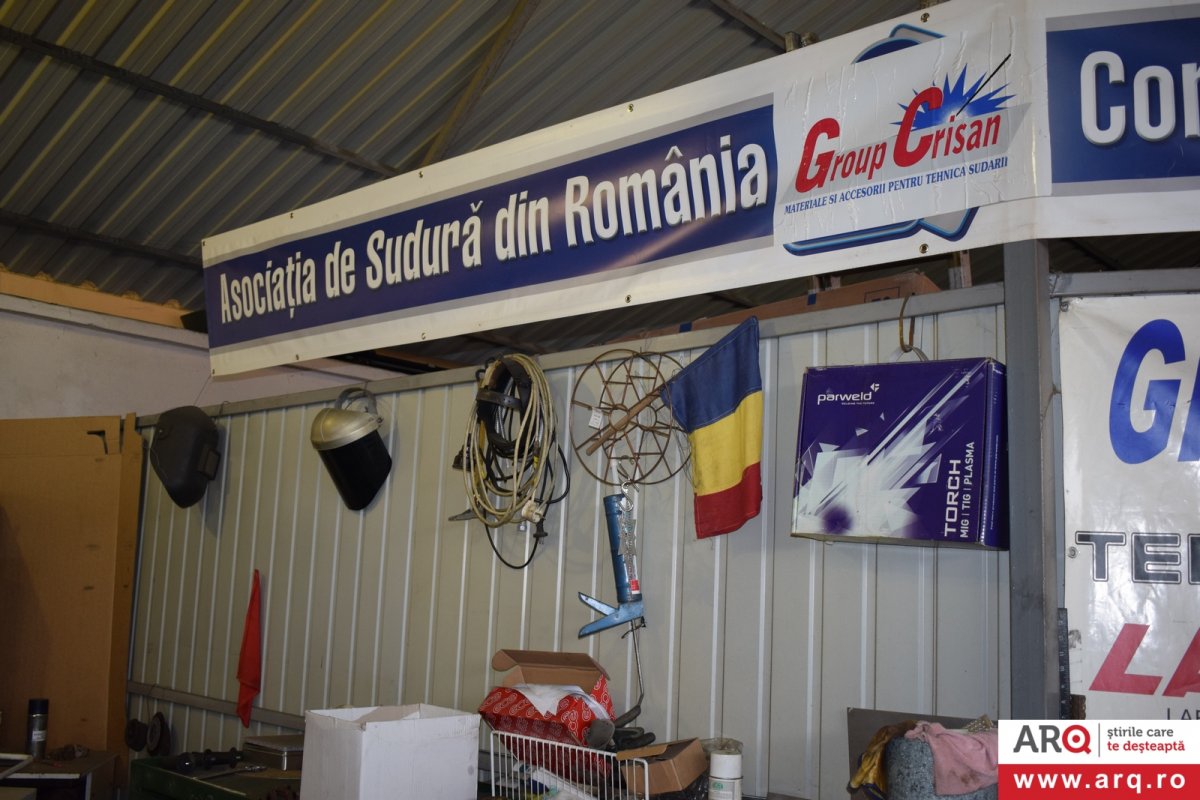 Asociația de Sudură din România
Group Crisan
MATERIALE SI ACCESORII PENTRU TEHNICA SUDARII
Con
parweld
TORCH
MIG | TIG | PLASMA
G
TE
LA
ARQ
știrile care
te deșteaptă
www.arq.ro